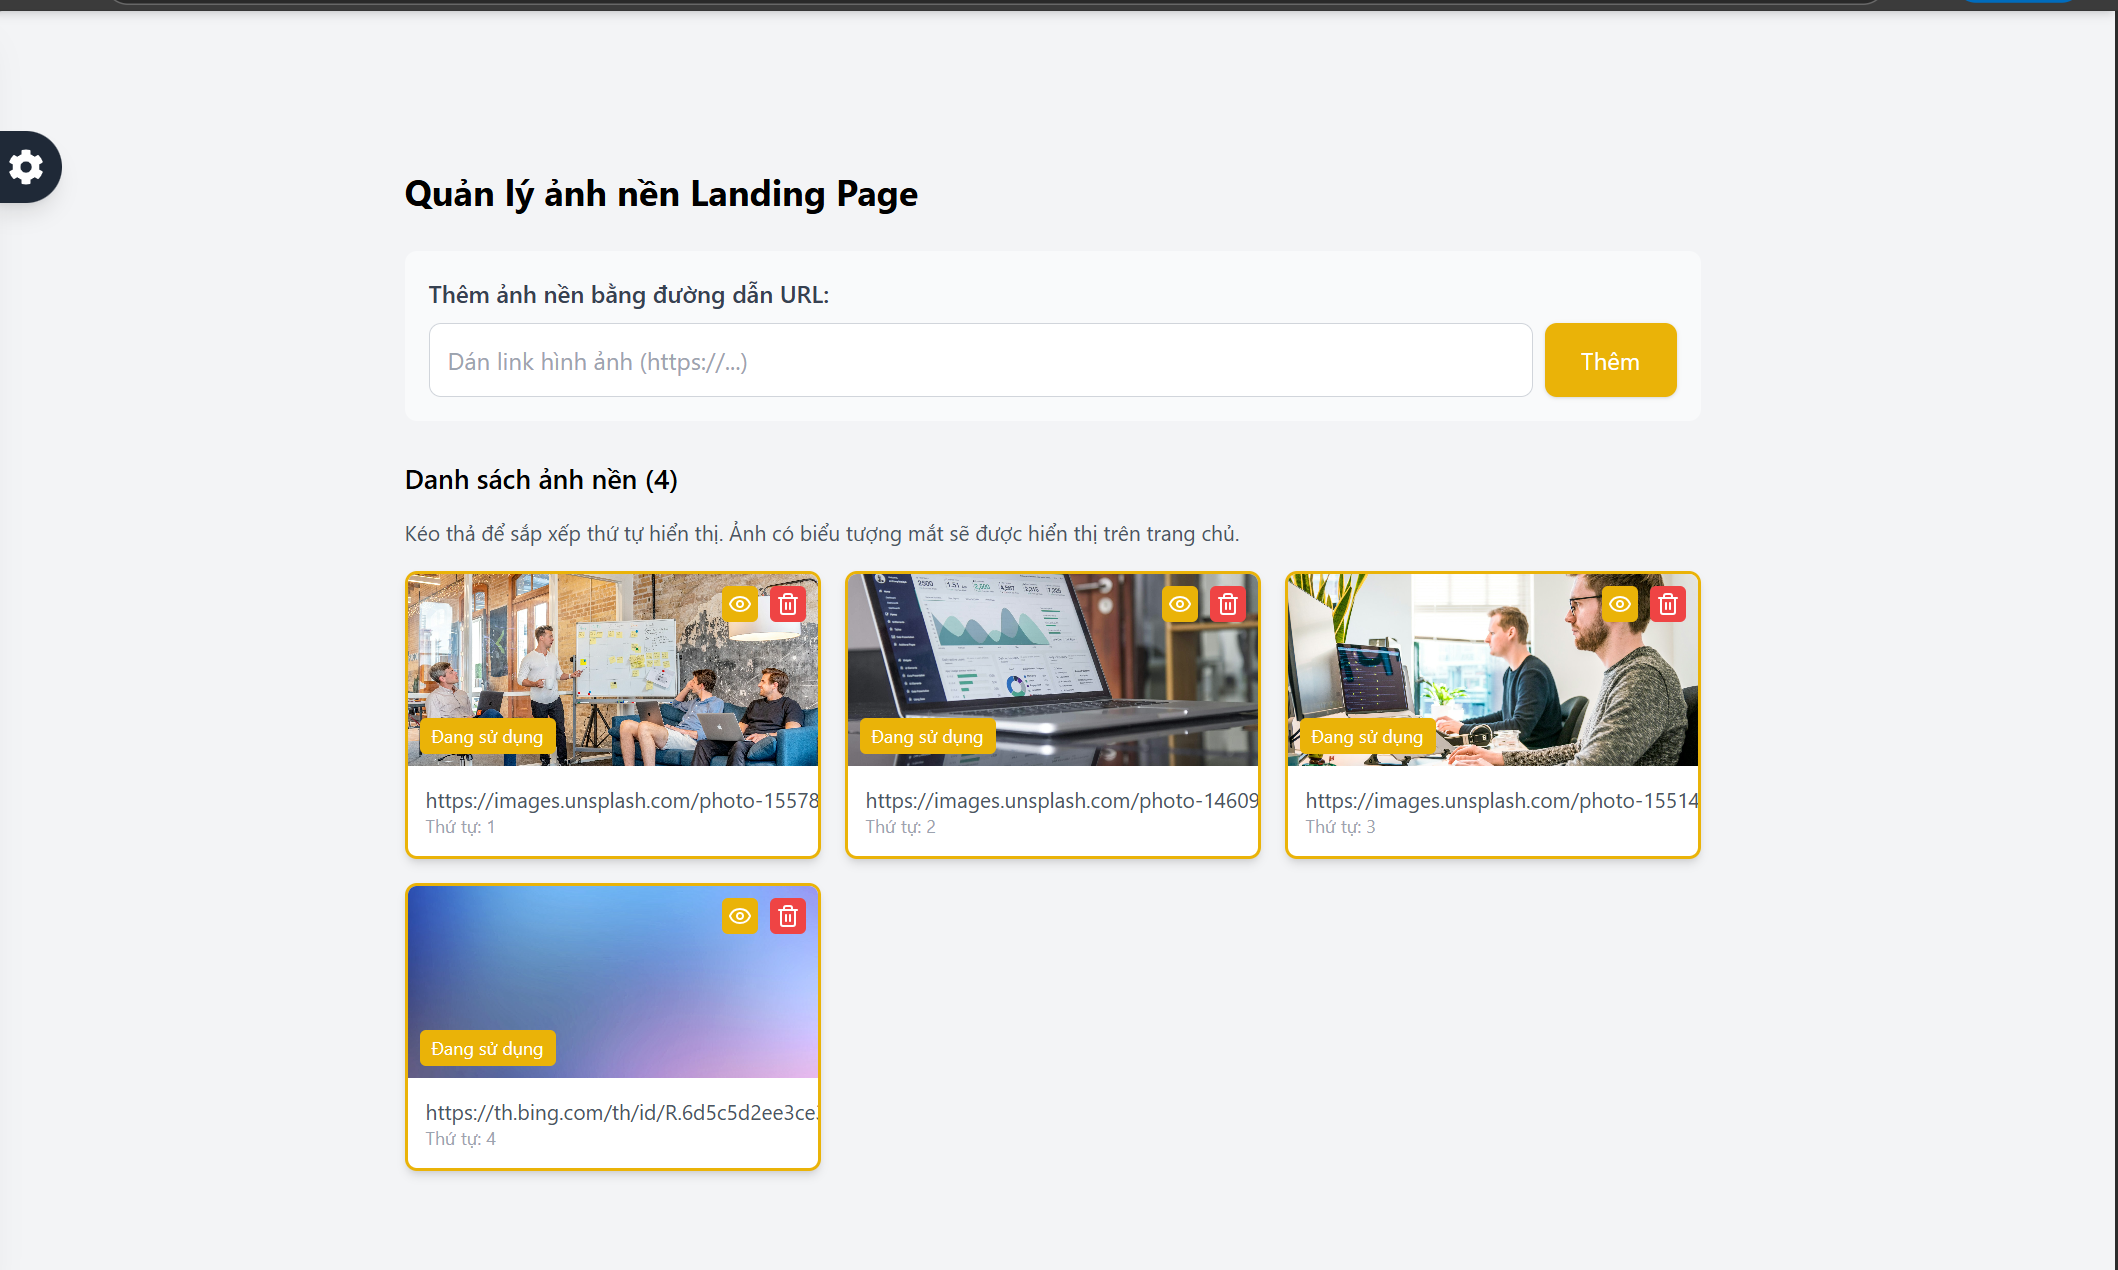 Quản lý ảnh nền Landing Page
Thêm ảnh nền bằng đường dẫn URL:
Dán link hình ảnh (https://...)
Thêm
Danh sách ảnh nền (4)
Kéo thả để sắp xếp thứ tự hiển thị. Ảnh có biểu tượng mắt sẽ được hiển thị trên trang chủ.
Đang sử dụng
Đang sử dụng
Đang sử dụng
https://images.unsplash.com/photo-15578
https://images.unsplash.com/photo-14609
https://images.unsplash.com/photo-15514
Thứ tự: 1
Thứ tự: 2
Thứ tự: 3
Đang sử dụng
https://th.bing.com/th/id/R.6d5c5d2ee3ce
Thứ tự: 4